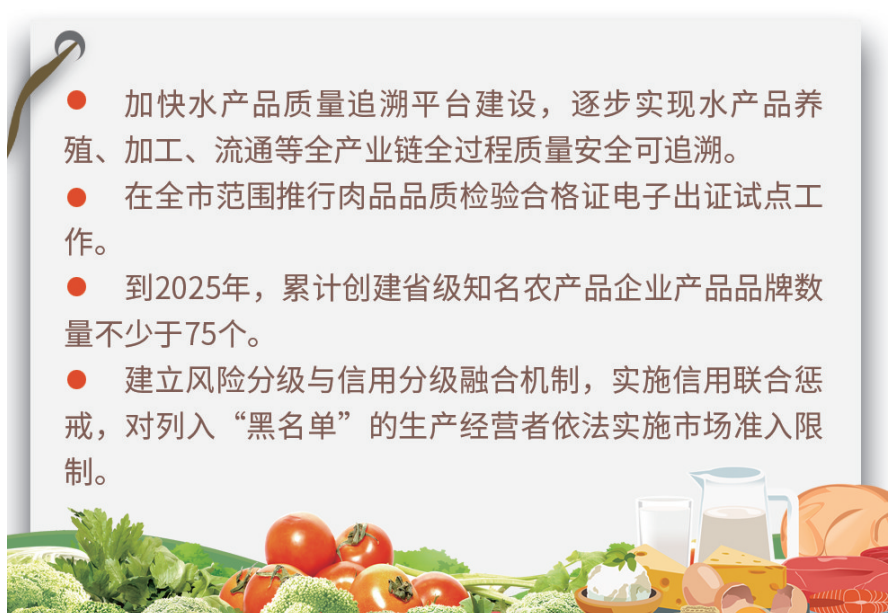 ● 加快水产品质量追溯平台建设，逐步实现水产品养
殖、加工、流通等全产业链全过程质量安全可追溯。
● 在全市范围推行肉品品质检验合格证电子出证试点工
作。
● 到2025年，累计创建省级知名农产品企业产品品牌数
量不少于75个。
● 建立风险分级与信用分级融合机制，实施信用联合惩
戒，对列入“黑名单”的生产经营者依法实施市场准入限
制。